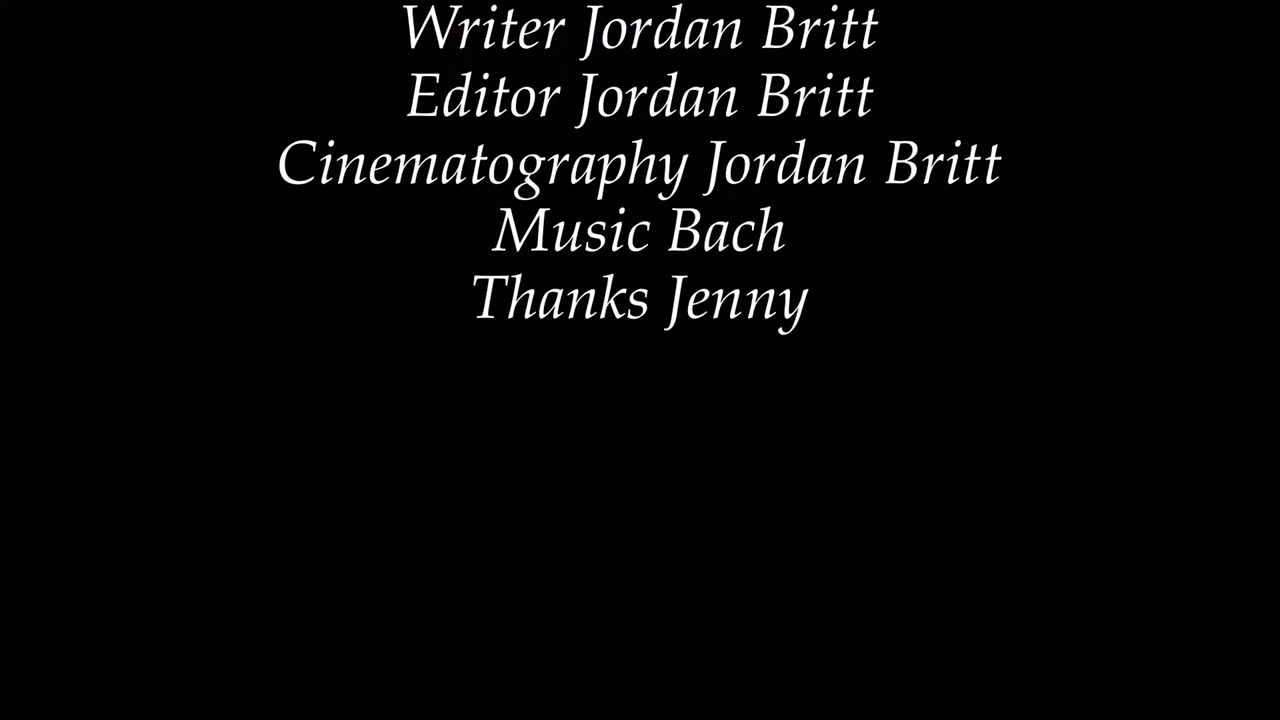 Writer Jordan Britt
Editor Jordan Britt
Cinematography Jordan Britt
Music Bach
Thanks Jenny